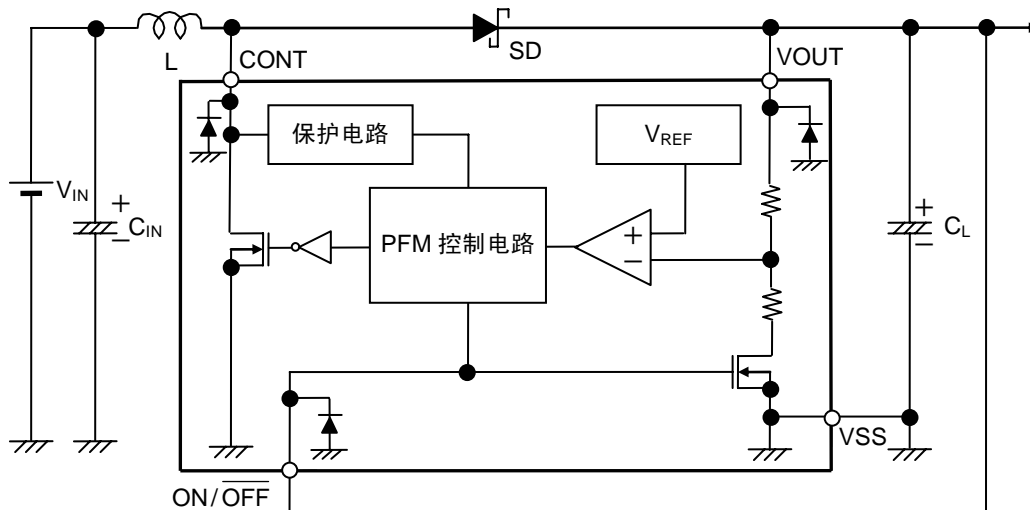 L
CONT
SD
VOUT
保护电路
VREF
VIN
+
−
CIN
PFM 控制电路
+
−
+
−
CL
VSS
ON/OFF